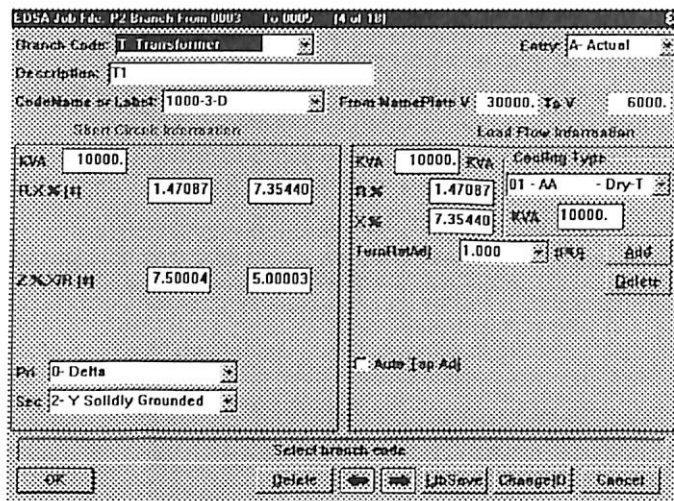 EDSA Job File: P2 Branch From 0003 To 0005 [4 of 18]
Branch Code: T Transformer Entry: A- Actual
Description: T1
CodeName or Label: 1000-3-D From NamePlate V 30000. To V 6000.
Short Circuit Information Load Flow Information
KVA 10000. KVA 10000. KVA Cooling Type
R,X % [#] 1.47087 7.35440 R % 1.47087 01 - AA - Dry-T
X % 7.35440 KVA 10000.
TurnRatAdj 1.000 [PU] Add
Z %,X/R [#] 7.50004 5.00003 Delete
Pri 0- Delta Auto Tap Adj
Sec 2- Y Solidly Grounded
Select branch code
OK Delete LibSave ChangeID Cancel